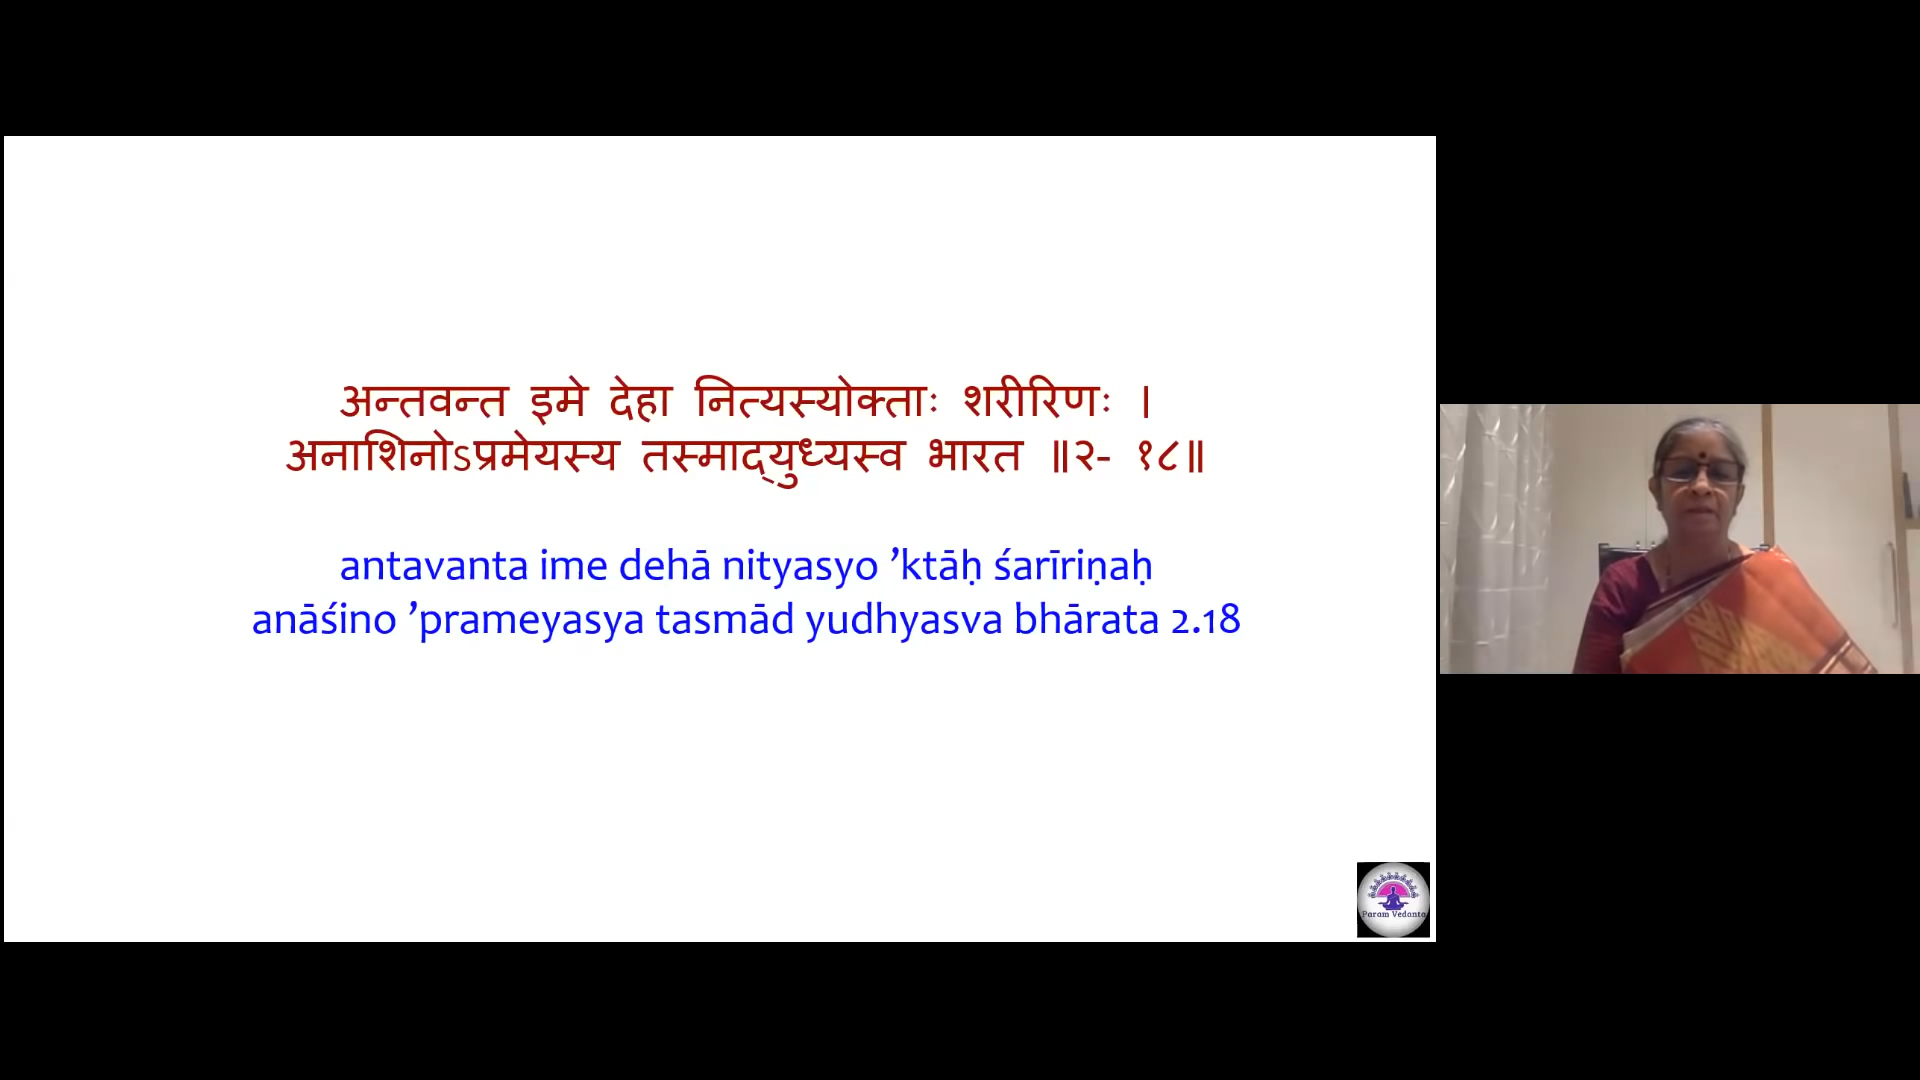 अन्तवन्त इमे देहा नित्यस्योक्ताः शरीरिणः ।
अनाशिनोऽप्रमेयस्य तस्माद्युध्यस्व भारत ॥२- १८॥
antavanta ime dehā nityasyo ’ktāḥ śarīriṇaḥ
anāśino ’prameyasya tasmād yudhyasva bhārata 2.18
Param Vedanta